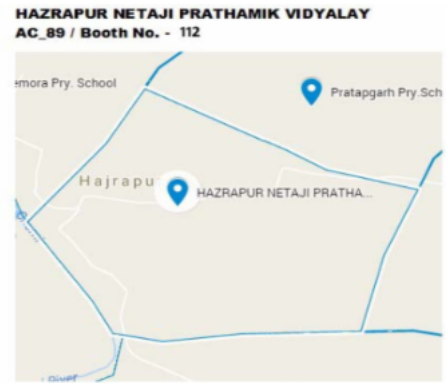 HAZRAPUR NETAJI PRATHAMIK VIDYALAY
AC_89 / Booth No. - 112
emora Pry. School
Pratapgarh Pry.Sch
Hajrapu
HAZRAPUR NETAJI PRATHA...
River